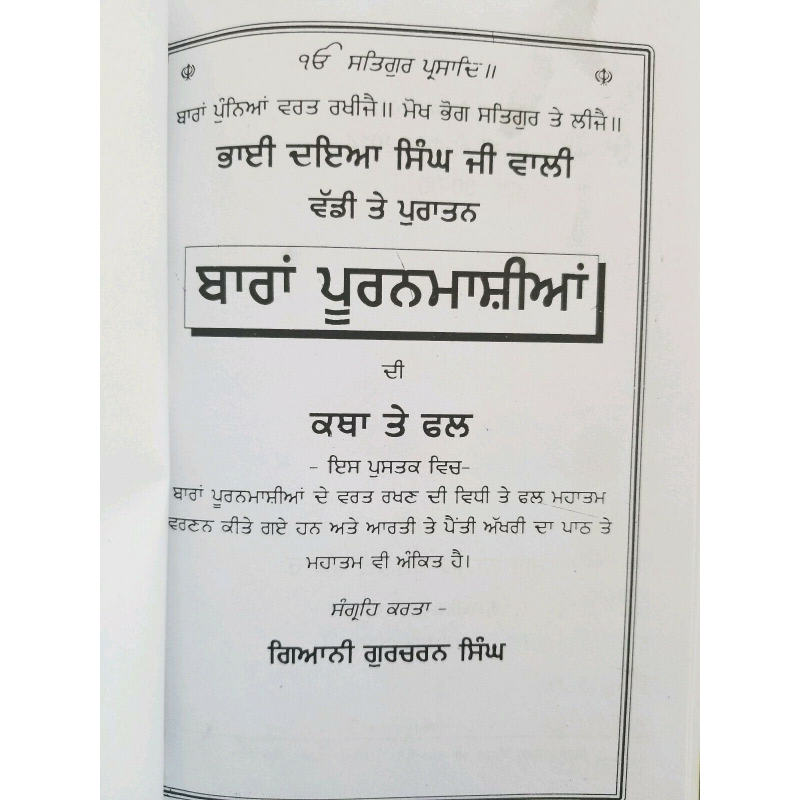 ੴ ਸਤਿਗੁਰ ਪ੍ਰਸਾਦਿ॥
ਬਾਰਾਂ ਪੁੰਨਿਆਂ ਵਰਤ ਰਖੀਜੈ॥ ਮੋਖ ਭੋਗ ਸਤਿਗੁਰ ਤੇ ਲੀਜੈ॥
ਭਾਈ ਦਇਆ ਸਿੰਘ ਜੀ ਵਾਲੀ
ਵੱਡੀ ਤੇ ਪੁਰਾਤਨ
ਬਾਰਾਂ ਪੂਰਨਮਾਸ਼ੀਆਂ
ਦੀ
ਕਥਾ ਤੇ ਫਲ
- ਇਸ ਪੁਸਤਕ ਵਿਚ-
ਬਾਰਾਂ ਪੂਰਨਮਾਸ਼ੀਆਂ ਦੇ ਵਰਤ ਰਖਣ ਦੀ ਵਿਧੀ ਤੇ ਫਲ ਮਹਾਤਮ
ਵਰਣਨ ਕੀਤੇ ਗਏ ਹਨ ਅਤੇ ਆਰਤੀ ਤੇ ਪੈਂਤੀ ਅੱਖਰੀ ਦਾ ਪਾਠ ਤੇ
ਮਹਾਤਮ ਵੀ ਅੰਕਿਤ ਹੈ।
ਸੰਗ੍ਰਹਿ ਕਰਤਾ -
ਗਿਆਨੀ ਗੁਰਚਰਨ ਸਿੰਘ